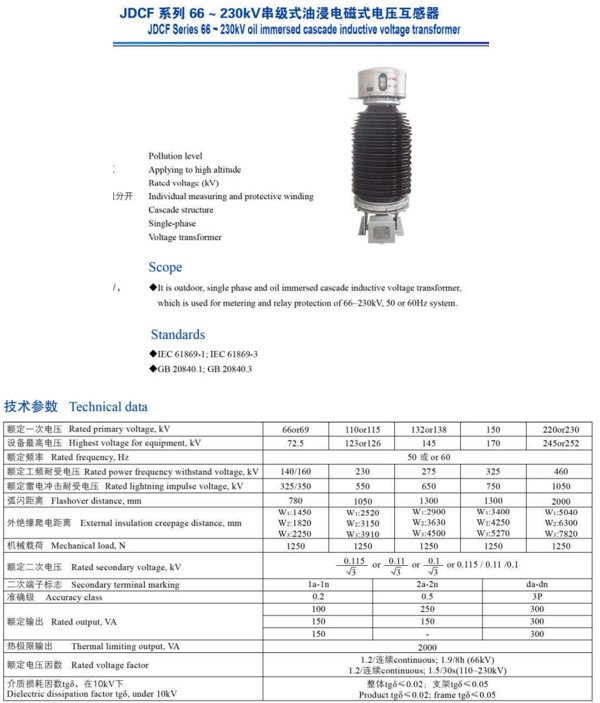 JDCF 系列 66 ~ 230kV串级式油浸电磁式电压互感器
JDCF Series 66 ~ 230kV oil immersed cascade inductive voltage transformer
Pollution level
Applying to high altitude
Rated voltage (kV)
分开 Individual measuring and protective winding
Cascade structure
Single-phase
Voltage transformer
Scope
◆It is outdoor, single phase and oil immersed cascade inductive voltage transformer,
which is used for metering and relay protection of 66~230kV, 50 or 60Hz system.
Standards
◆IEC 61869-1; IEC 61869-3
◆GB 20840.1; GB 20840.3
技术参数 Technical data
额定一次电压 Rated primary voltage, kV 66or69 110or115 132or138 150 220or230
设备最高电压 Highest voltage for equipment, kV 72.5 123or126 145 170 245or252
额定频率 Rated frequency, Hz 50 或 or 60
额定工频耐受电压 Rated power frequency withstand voltage, kV 140/160 230 275 325 460
额定雷电冲击耐受电压 Rated lightning impulse voltage, kV 325/350 550 650 750 1050
弧闪距离 Flashover distance, mm 780 1050 1300 1300 2000
外绝缘爬电距离 External insulation creepage distance, mm
W1:1450 W1:2520 W1:2900 W1:3400 W1:5040
W2:1820 W2:3150 W2:3630 W2:4250 W2:6300
W3:2250 W3:3910 W3:4500 W3:5270 W3:7820
机械载荷 Mechanical load, N 1250 1250 1250 1250 1250
额定二次电压 Rated secondary voltage, kV 0.115/√3 or 0.11/√3 or 0.1/√3 or 0.115 / 0.11 /0.1
二次端子标志 Secondary terminal marking 1a-1n 2a-2n da-dn
准确级 Accuracy class 0.2 0.5 3P
额定输出 Rated output, VA
100 250 300
150 150 300
150 - 300
热极限输出 Thermal limiting output, VA 2000
额定电压因数 Rated voltage factor
1.2/连续continuous; 1.9/8h (66kV)
1.2/连续continuous; 1.5/30s(110~230kV)
介质损耗因数tgδ，在10kV下
Dielectric dissipation factor tgδ, under 10kV
整体tgδ≤0.02；支架tgδ≤0.05
Product tgδ≤0.02; frame tgδ≤0.05